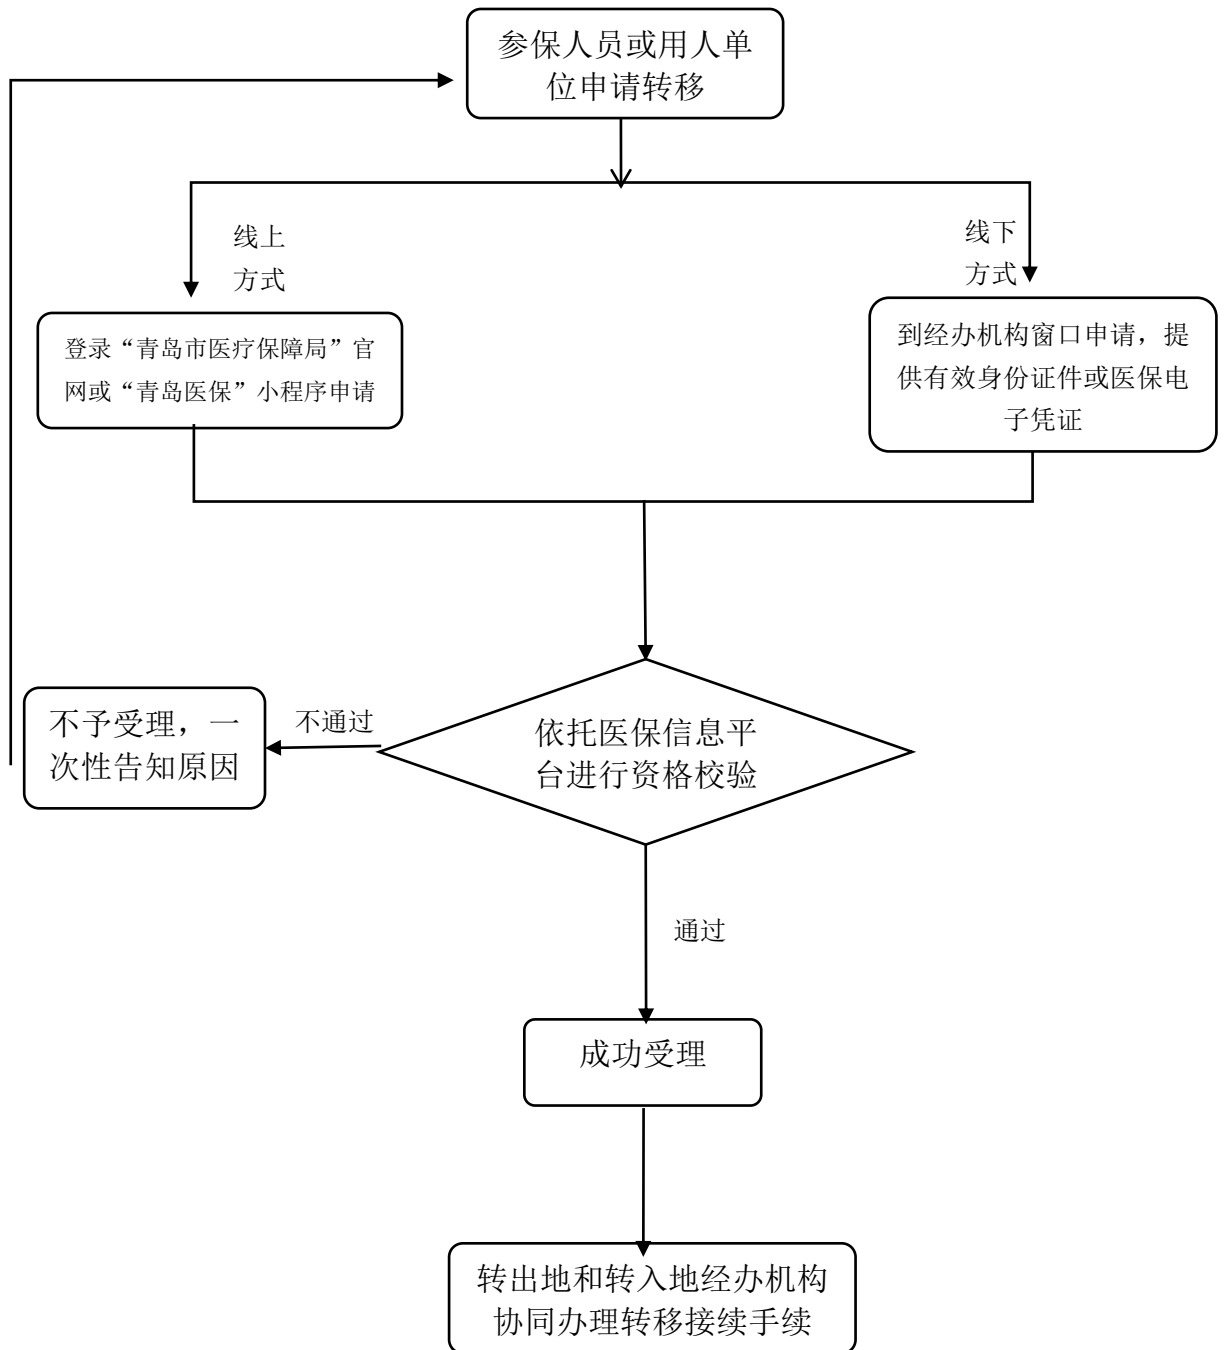 参保人员或用人单
位申请转移
线上
方式
线下
方式
登录“青岛市医疗保障局”官
网或“青岛医保”小程序申请
到经办机构窗口申请，提
供有效身份证件或医保电
子凭证
不予受理，一
次性告知原因
不通过
依托医保信息平
台进行资格校验
通过
成功受理
转出地和转入地经办机构
协同办理转移接续手续